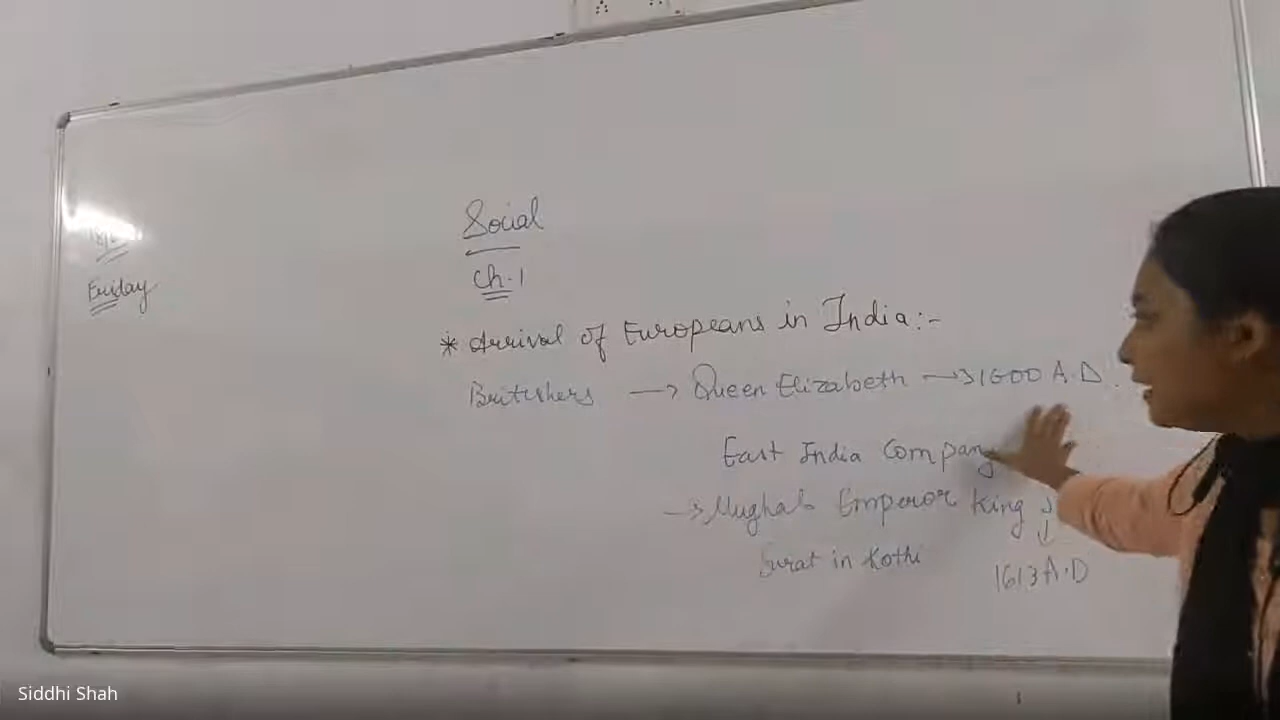 Friday
Social
Ch.1
* Arrival of Europeans in India:-
Britishers → Queen Elizabeth → 1600 A.D.
East India Company
→ Mughals Emperor King
Surat in Kothi
↓
1613 A.D
Siddhi Shah